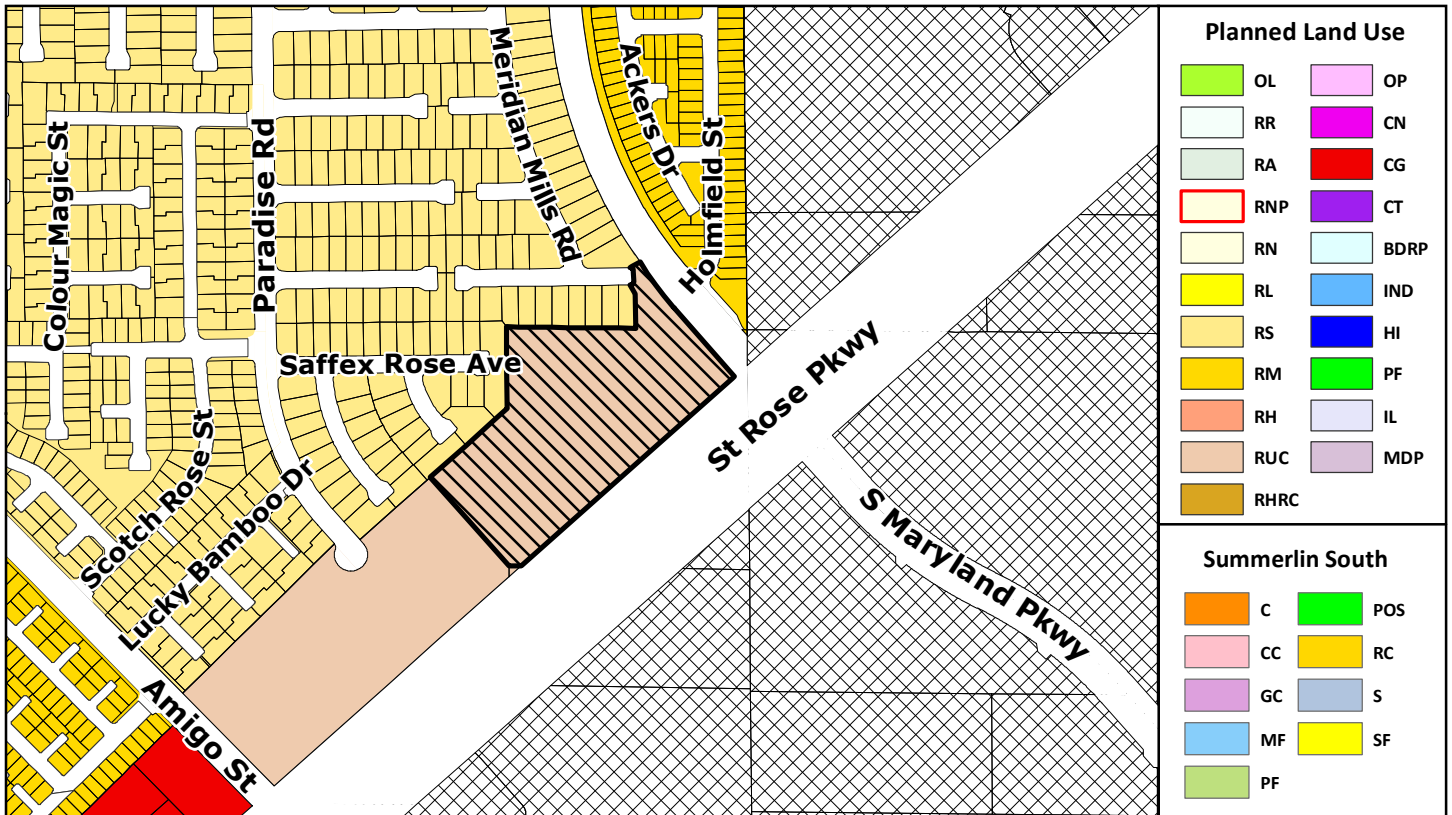 Colour Magic St
Paradise Rd
Meridian Mills Rd
Ackers Dr
Holmfield St
Saffex Rose Ave
Scotch Rose St
Lucky Bamboo Dr
Amigo St
St Rose Pkwy
S Maryland Pkwy
Planned Land Use
OL
OP
RR
CN
RA
CG
RNP
CT
RN
BDRP
RL
IND
RS
HI
RM
PF
RH
IL
RUC
MDP
RHRC
Summerlin South
C
POS
CC
RC
GC
S
MF
SF
PF